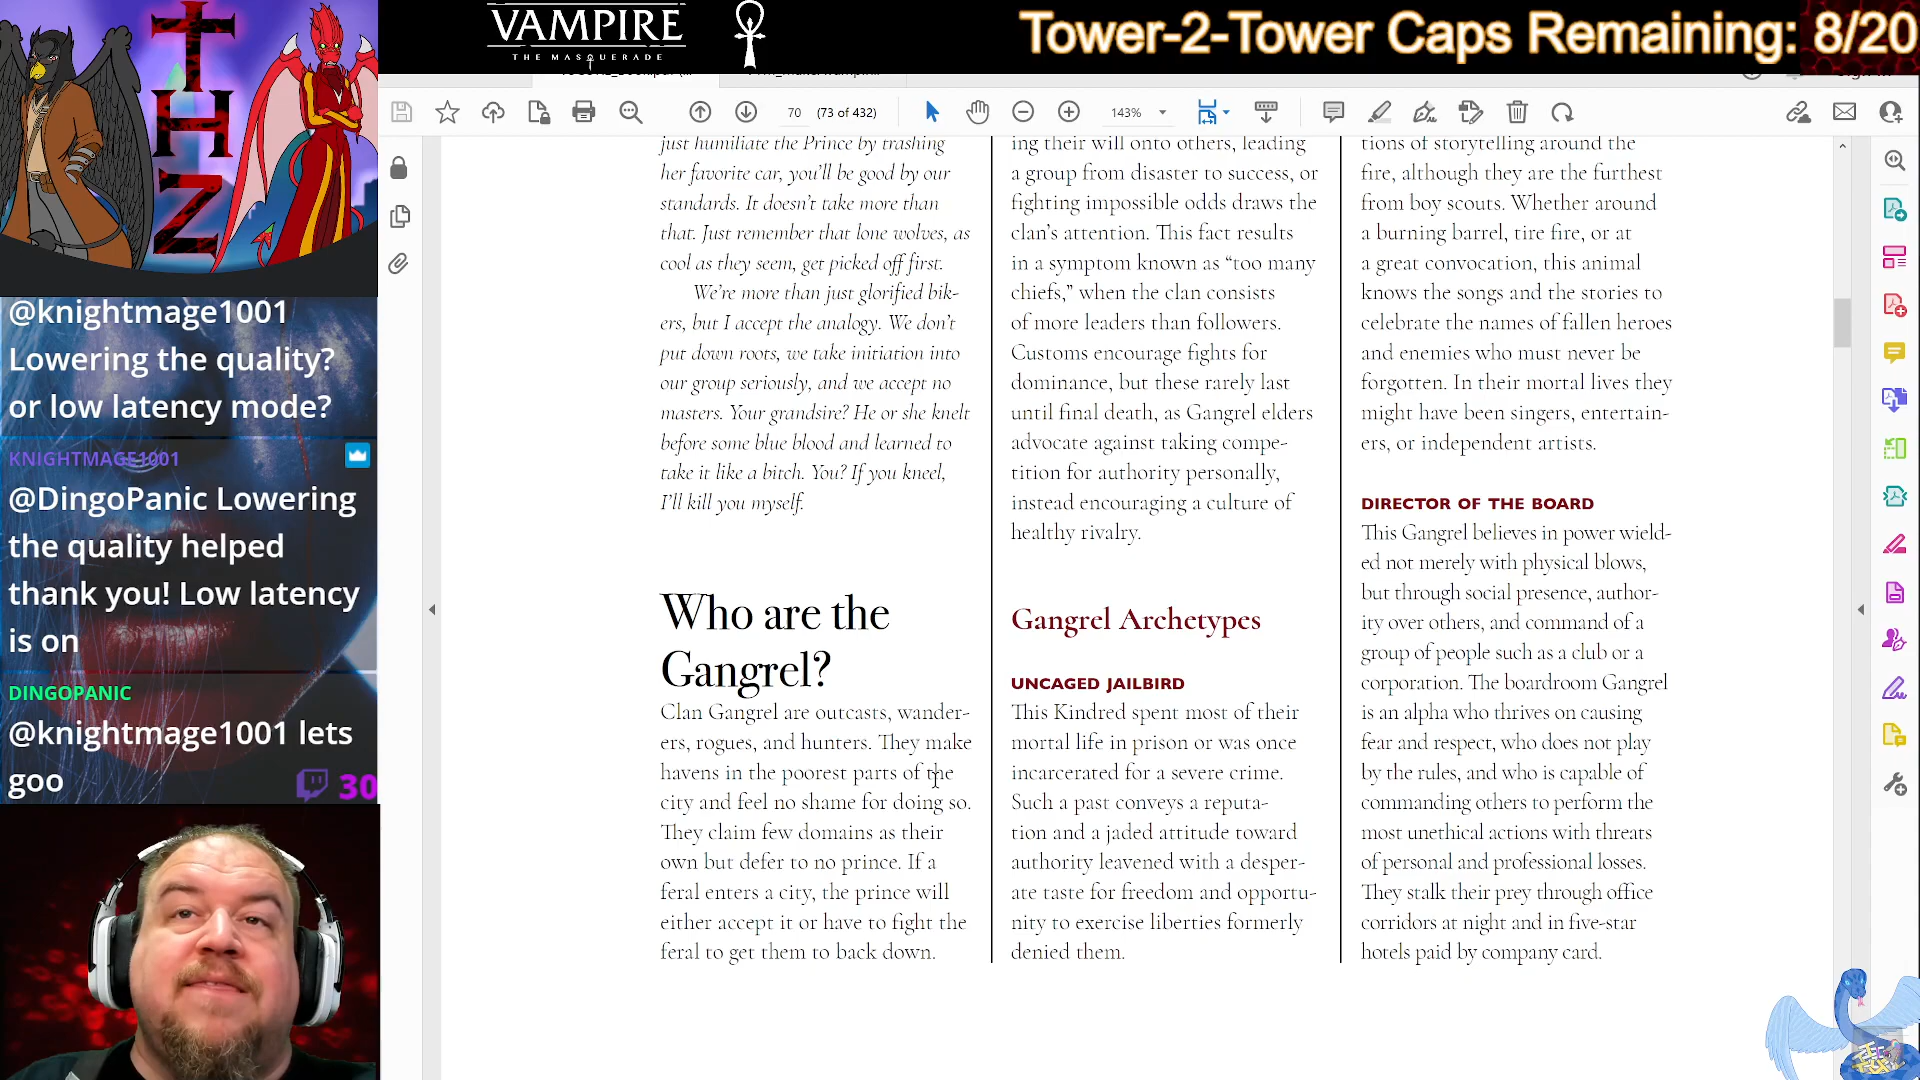 THZ
VAMPIRE
THE MASQUERADE
Tower-2-Tower Caps Remaining: 8/20
70
(73 of 432)
143%
@knightmage1001
Lowering the quality?
or low latency mode?
KNIGHTMAGE1001
@DingoPanic Lowering
the quality helped
thank you! Low latency
is on
DINGOPANIC
@knightmage1001 lets
goo
30
just humiliate the Prince by trashing
her favorite car, you'll be good by our
standards. It doesn't take more than
that. Just remember that lone wolves, as
cool as they seem, get picked off first.
We're more than just glorified bik-
ers, but I accept the analogy. We don't
put down roots, we take initiation into
our group seriously, and we accept no
masters. Your grandsire? He or she knelt
before some blue blood and learned to
take it like a bitch. You? If you kneel,
I'll kill you myself.
Who are the
Gangrel?
Clan Gangrel are outcasts, wander-
ers, rogues, and hunters. They make
havens in the poorest parts of the
city and feel no shame for doing so.
They claim few domains as their
own but defer to no prince. If a
feral enters a city, the prince will
either accept it or have to fight the
feral to get them to back down.
ing their will onto others, leading
a group from disaster to success, or
fighting impossible odds draws the
clan's attention. This fact results
in a symptom known as “too many
chiefs,” when the clan consists
of more leaders than followers.
Customs encourage fights for
dominance, but these rarely last
until final death, as Gangrel elders
advocate against taking compe-
tition for authority personally,
instead encouraging a culture of
healthy rivalry.
Gangrel Archetypes
UNCAGED JAILBIRD
This Kindred spent most of their
mortal life in prison or was once
incarcerated for a severe crime.
Such a past conveys a reputa-
tion and a jaded attitude toward
authority leavened with a desper-
ate taste for freedom and opportu-
nity to exercise liberties formerly
denied them.
tions of storytelling around the
fire, although they are the furthest
from boy scouts. Whether around
a burning barrel, tire fire, or at
a great convocation, this animal
knows the songs and the stories to
celebrate the names of fallen heroes
and enemies who must never be
forgotten. In their mortal lives they
might have been singers, entertain-
ers, or independent artists.
DIRECTOR OF THE BOARD
This Gangrel believes in power wield-
ed not merely with physical blows,
but through social presence, author-
ity over others, and command of a
group of people such as a club or a
corporation. The boardroom Gangrel
is an alpha who thrives on causing
fear and respect, who does not play
by the rules, and who is capable of
commanding others to perform the
most unethical actions with threats
of personal and professional losses.
They stalk their prey through office
corridors at night and in five-star
hotels paid by company card.